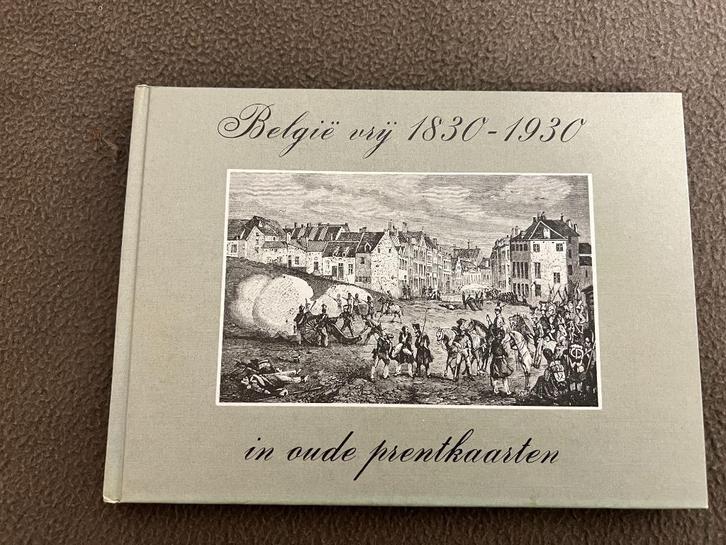 België vrij 1830-1930
in oude prentkaarten